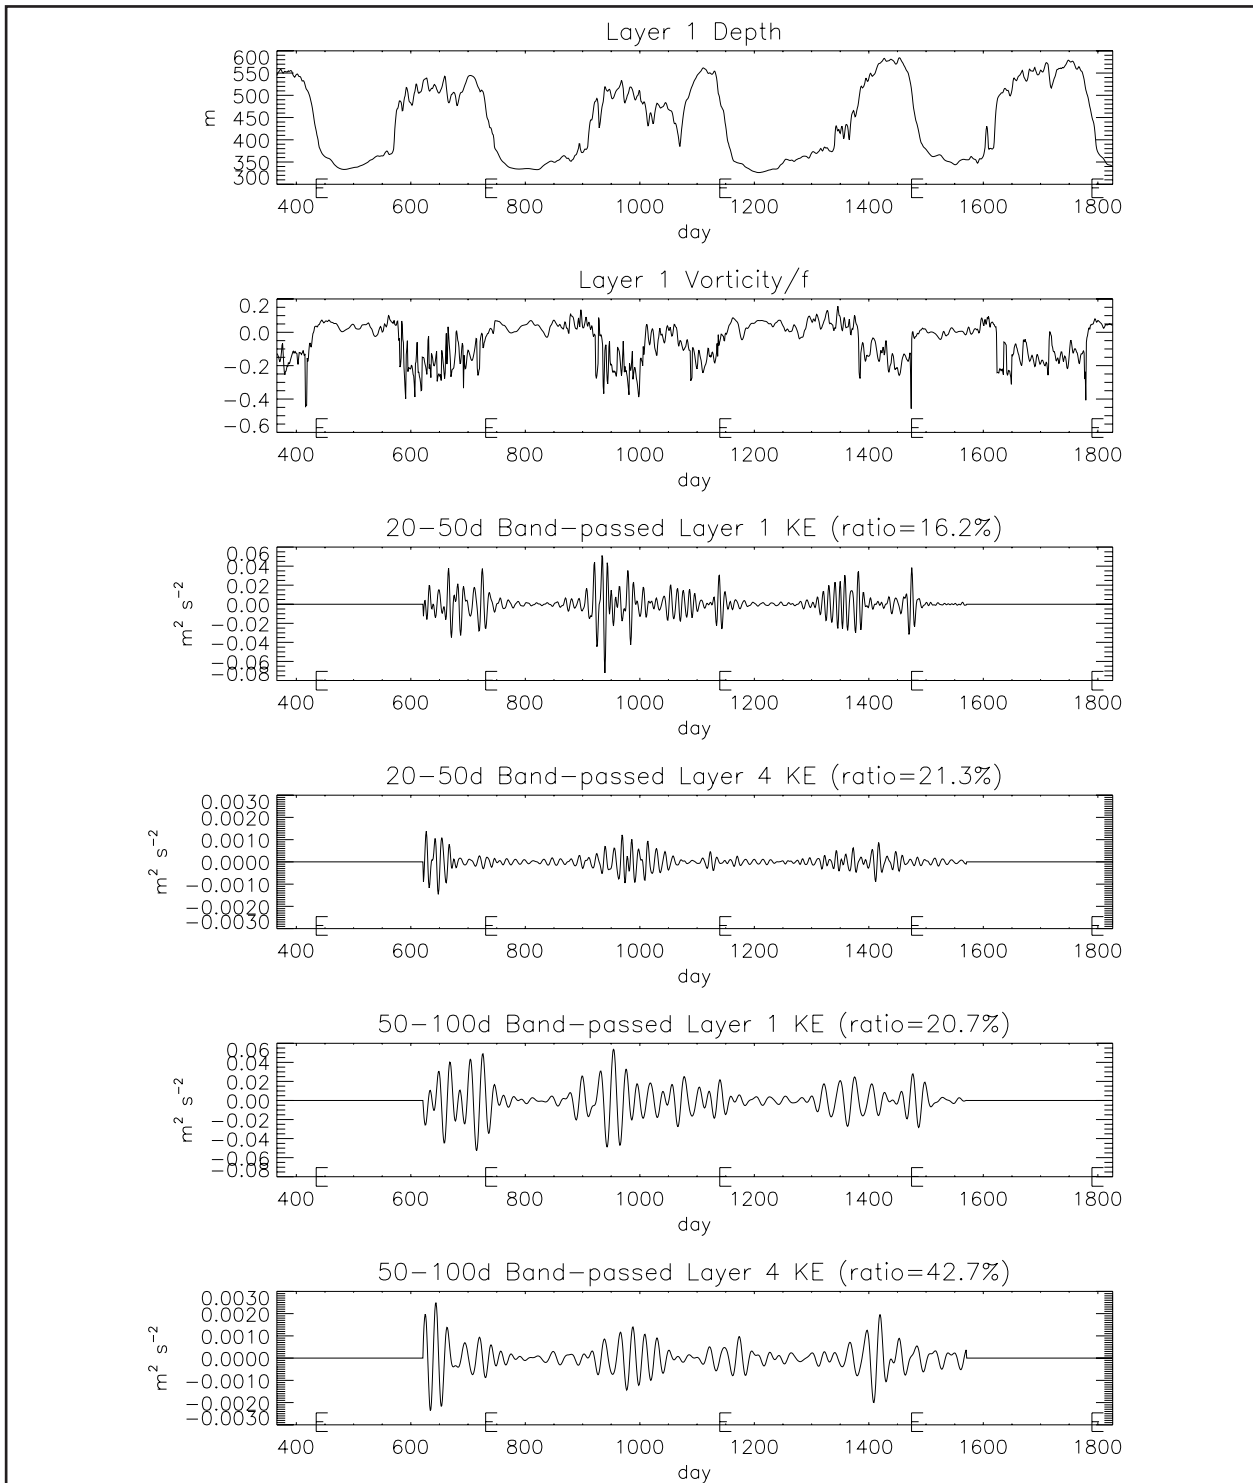 Layer 1 Depth
600
550
500
450
400
350
300
m
E E E E E
400 600 800 1000 1200 1400 1600 1800
day
Layer 1 Vorticity/f
0.2
0.0
−0.2
−0.4
−0.6
E E E E E
400 600 800 1000 1200 1400 1600 1800
day
20−50d Band−passed Layer 1 KE (ratio=16.2%)
0.06
0.04
0.02
0.00
−0.02
−0.04
−0.06
−0.08
m² s⁻²
E E E E E
400 600 800 1000 1200 1400 1600 1800
day
20−50d Band−passed Layer 4 KE (ratio=21.3%)
0.0030
0.0020
0.0010
0.0000
−0.0010
−0.0020
−0.0030
m² s⁻²
E E E E E
400 600 800 1000 1200 1400 1600 1800
day
50−100d Band−passed Layer 1 KE (ratio=20.7%)
0.06
0.04
0.02
0.00
−0.02
−0.04
−0.06
−0.08
m² s⁻²
E E E E E
400 600 800 1000 1200 1400 1600 1800
day
50−100d Band−passed Layer 4 KE (ratio=42.7%)
0.0030
0.0020
0.0010
0.0000
−0.0010
−0.0020
−0.0030
m² s⁻²
E E E E E
400 600 800 1000 1200 1400 1600 1800
day